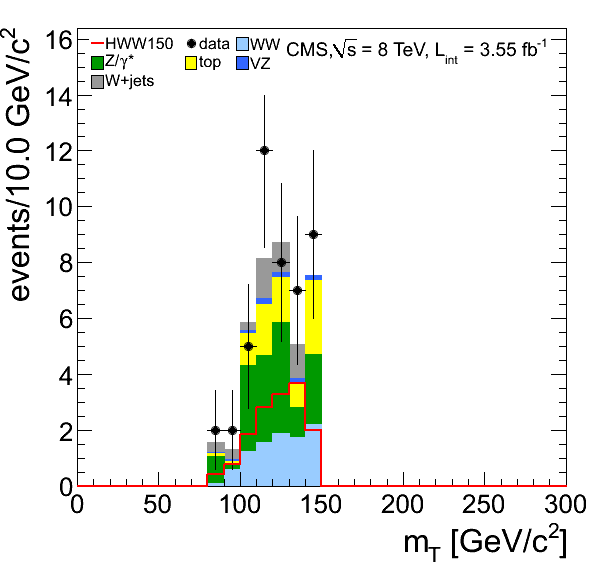 HWW150 data WW
Z/γ* top VZ
W+jets
CMS,√s = 8 TeV, L_int = 3.55 fb⁻¹
events/10.0 GeV/c²
16
14
12
10
8
6
4
2
0
0 50 100 150 200 250 300
m_T [GeV/c²]